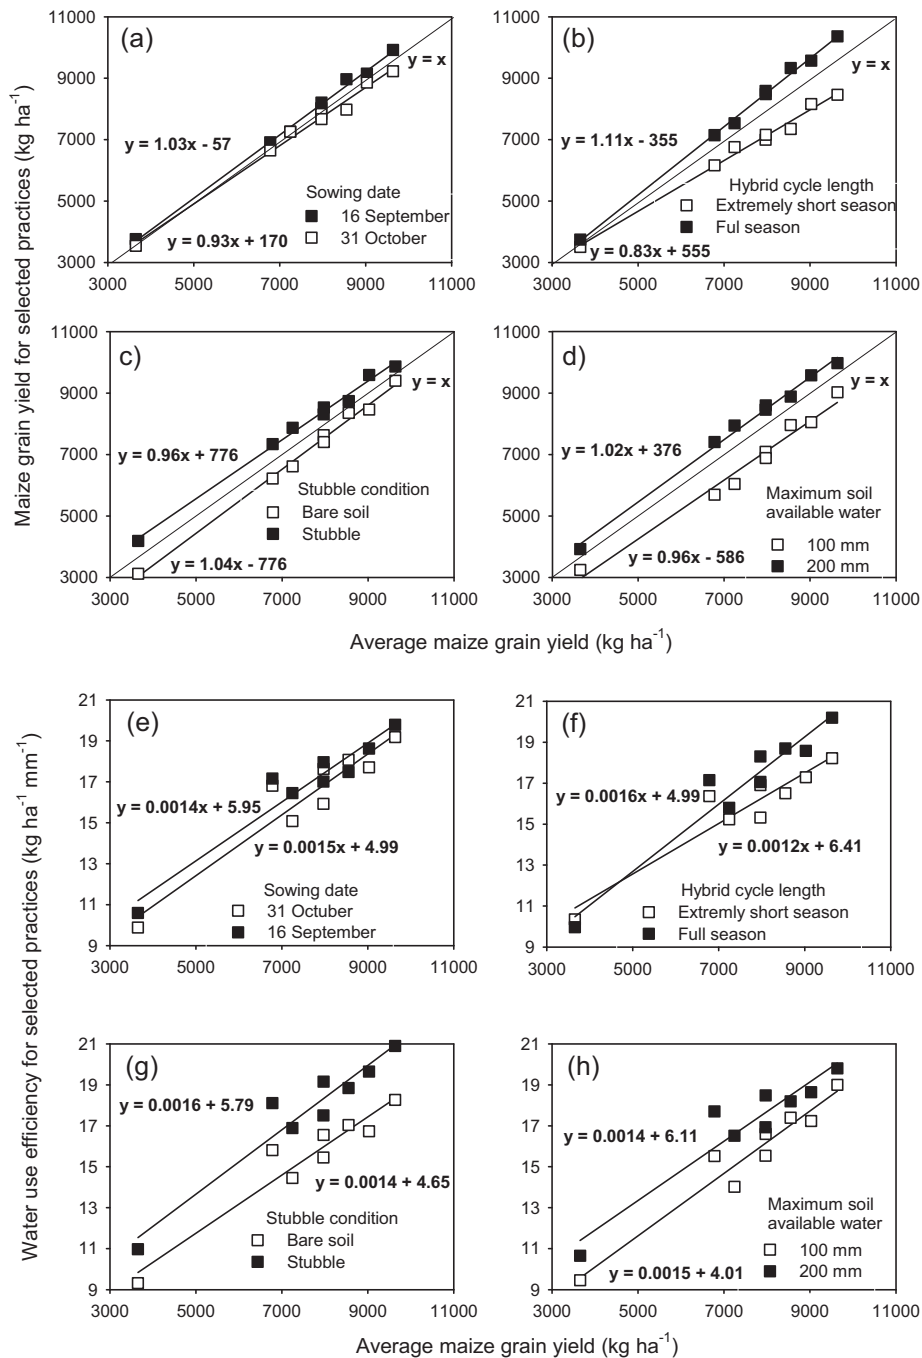 Maize grain yield for selected practices (kg ha⁻¹)
11000
9000
7000
5000
3000
(a)
y = x
y = 1.03x - 57
Sowing date
16 September
31 October
y = 0.93x + 170
3000 5000 7000 9000 11000
11000
9000
7000
5000
3000
(b)
y = x
y = 1.11x - 355
Hybrid cycle length
Extremely short season
Ful season
y = 0.83x + 555
3000 5000 7000 9000 11000
11000
9000
7000
5000
3000
c)
y = x
y = 0.96x + 776
Stubble condition
Bare soil
Stubble
y = 1.04x - 776
3000 5000 7000 9000 11000
11000
9000
7000
5000
3000
d)
y = x
y = 1.02x + 376
Maximum soil
available water
100 mm
200 mm
y = 0.96x - 586
3000 5000 7000 9000 11000
Average maize grain yield (kg ha⁻¹)
Water use efficiency for selected practices (kg ha⁻¹ mm⁻¹)
21
19
17
15
13
11
9
(e)
y = 0.0014x + 5.95
y = 0.0015x + 4.99
Sowing date
31 Octuber
16 September
3000 5000 7000 9000 11000
21
19
17
15
13
11
9
(f)
y = 0.0016x + 4.99
y = 0.0012x + 6.41
Hybrid cycle length
Extremly short season
Full season
3000 5000 7000 9000 11000
21
19
17
15
13
11
9
(g)
y = 0.0016 + 5.79
y = 0.0014 + 4.65
Stubble condition
Bare soil
Stubble
3000 5000 7000 9000 11000
21
19
17
15
13
11
9
(h)
y = 0.0014 + 6.11
Maximum soil
available water
100 mm
200 mm
y = 0.0015 + 4.01
3000 5000 7000 9000 11000
Average maize grain yield (kg ha⁻¹)